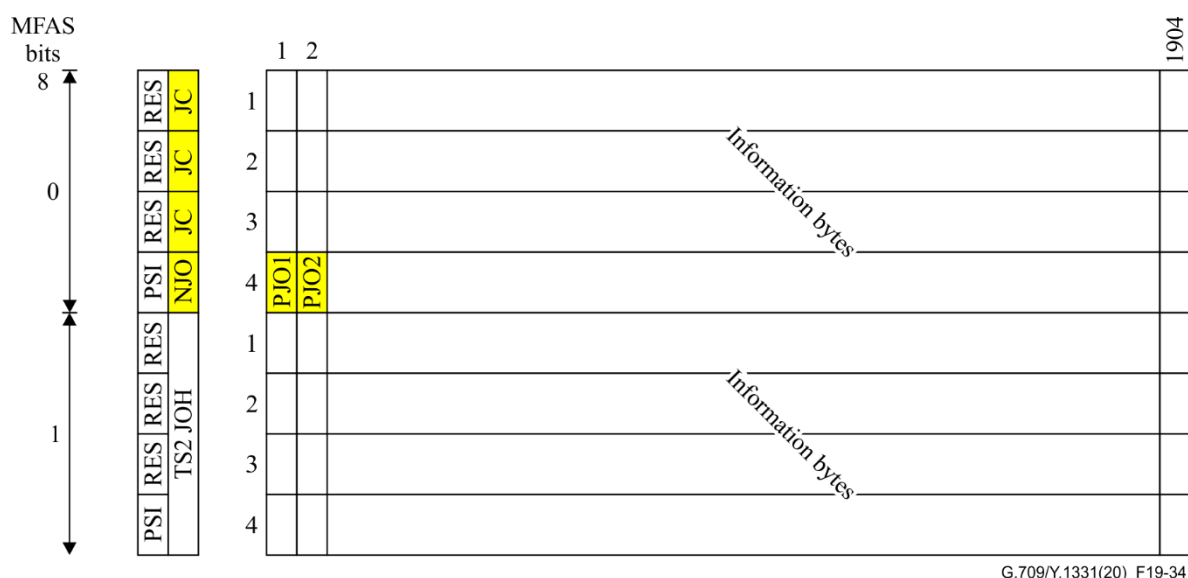 MFAS
bits
8
1 2
1904
RES JC 1
RES JC 2
0
RES JC 3
PSI NJO 4 PJO1 PJO2
Information bytes
RES 1
RES 2
1
TS2 JOH
RES 3
PSI 4
Information bytes
G.709/Y.1331(20)_F19-34